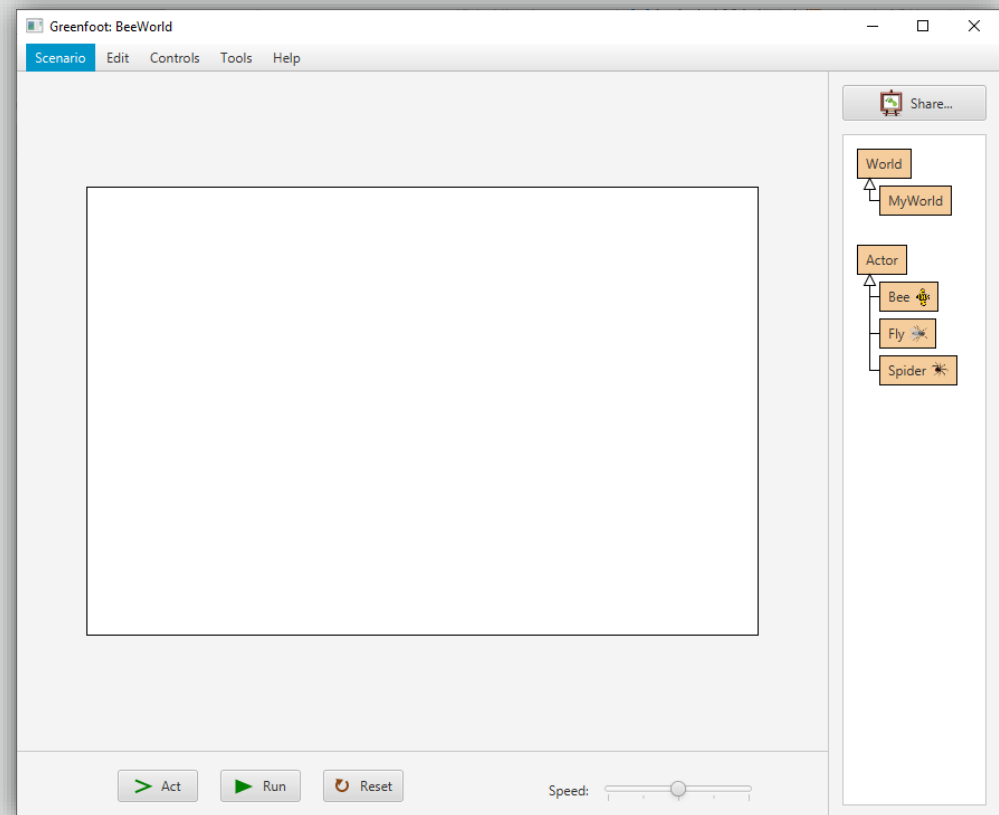 Greenfoot: BeeWorld
Scenario Edit Controls Tools Help
Share...
World
MyWorld
Actor
Bee
Fly
Spider
Act Run Reset Speed: